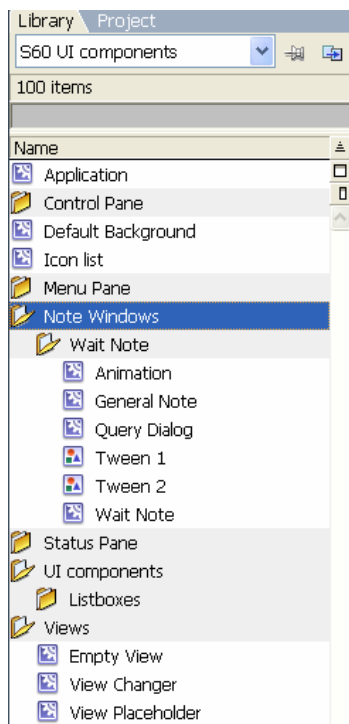 Library Project
S60 UI components
100 items
Name
Application
Control Pane
Default Background
Icon list
Menu Pane
Note Windows
Wait Note
Animation
General Note
Query Dialog
Tween 1
Tween 2
Wait Note
Status Pane
UI components
Listboxes
Views
Empty View
View Changer
View Placeholder